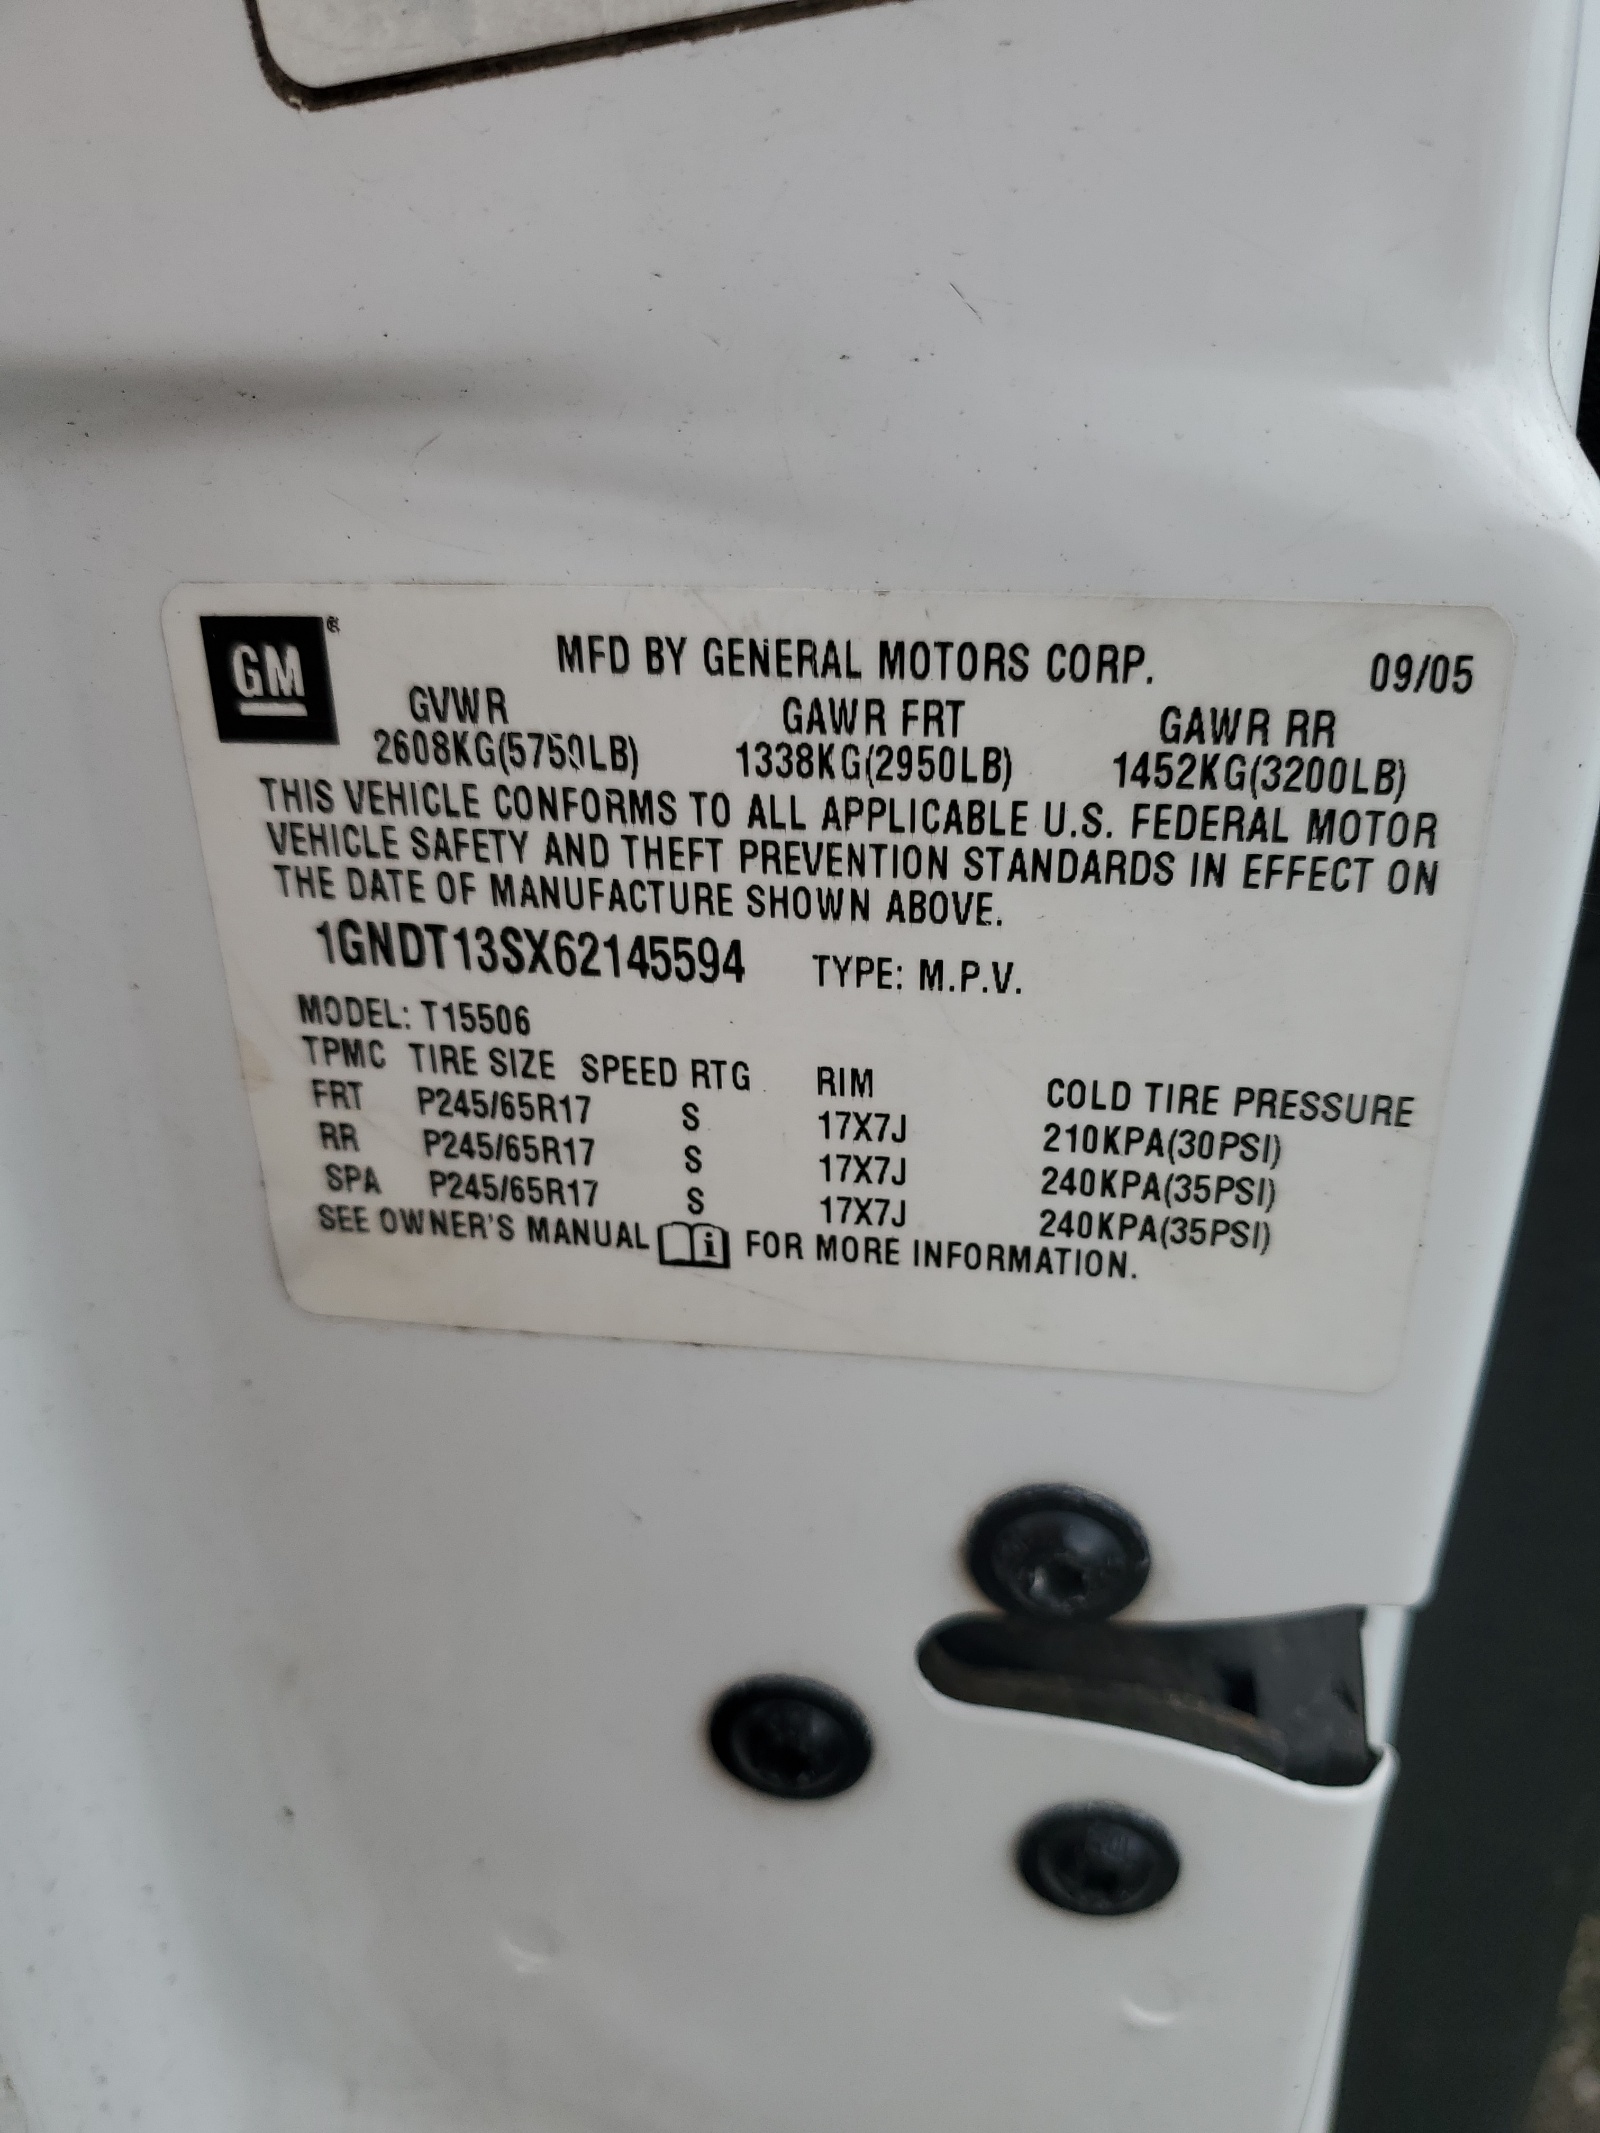 GM
MFD BY GENERAL MOTORS CORP. 09/05
GVWR GAWR FRT GAWR RR
2608KG(5750LB) 1338KG(2950LB) 1452KG(3200LB)
THIS VEHICLE CONFORMS TO ALL APPLICABLE U.S. FEDERAL MOTOR
VEHICLE SAFETY AND THEFT PREVENTION STANDARDS IN EFFECT ON
THE DATE OF MANUFACTURE SHOWN ABOVE.
1GNDT13SX62145594 TYPE: M.P.V.
MODEL: T15506
TPMC TIRE SIZE SPEED RTG RIM COLD TIRE PRESSURE
FRT P245/65R17 S 17X7J 210KPA(30PSI)
RR P245/65R17 S 17X7J 240KPA(35PSI)
SPA P245/65R17 S 17X7J 240KPA(35PSI)
SEE OWNER'S MANUAL FOR MORE INFORMATION.